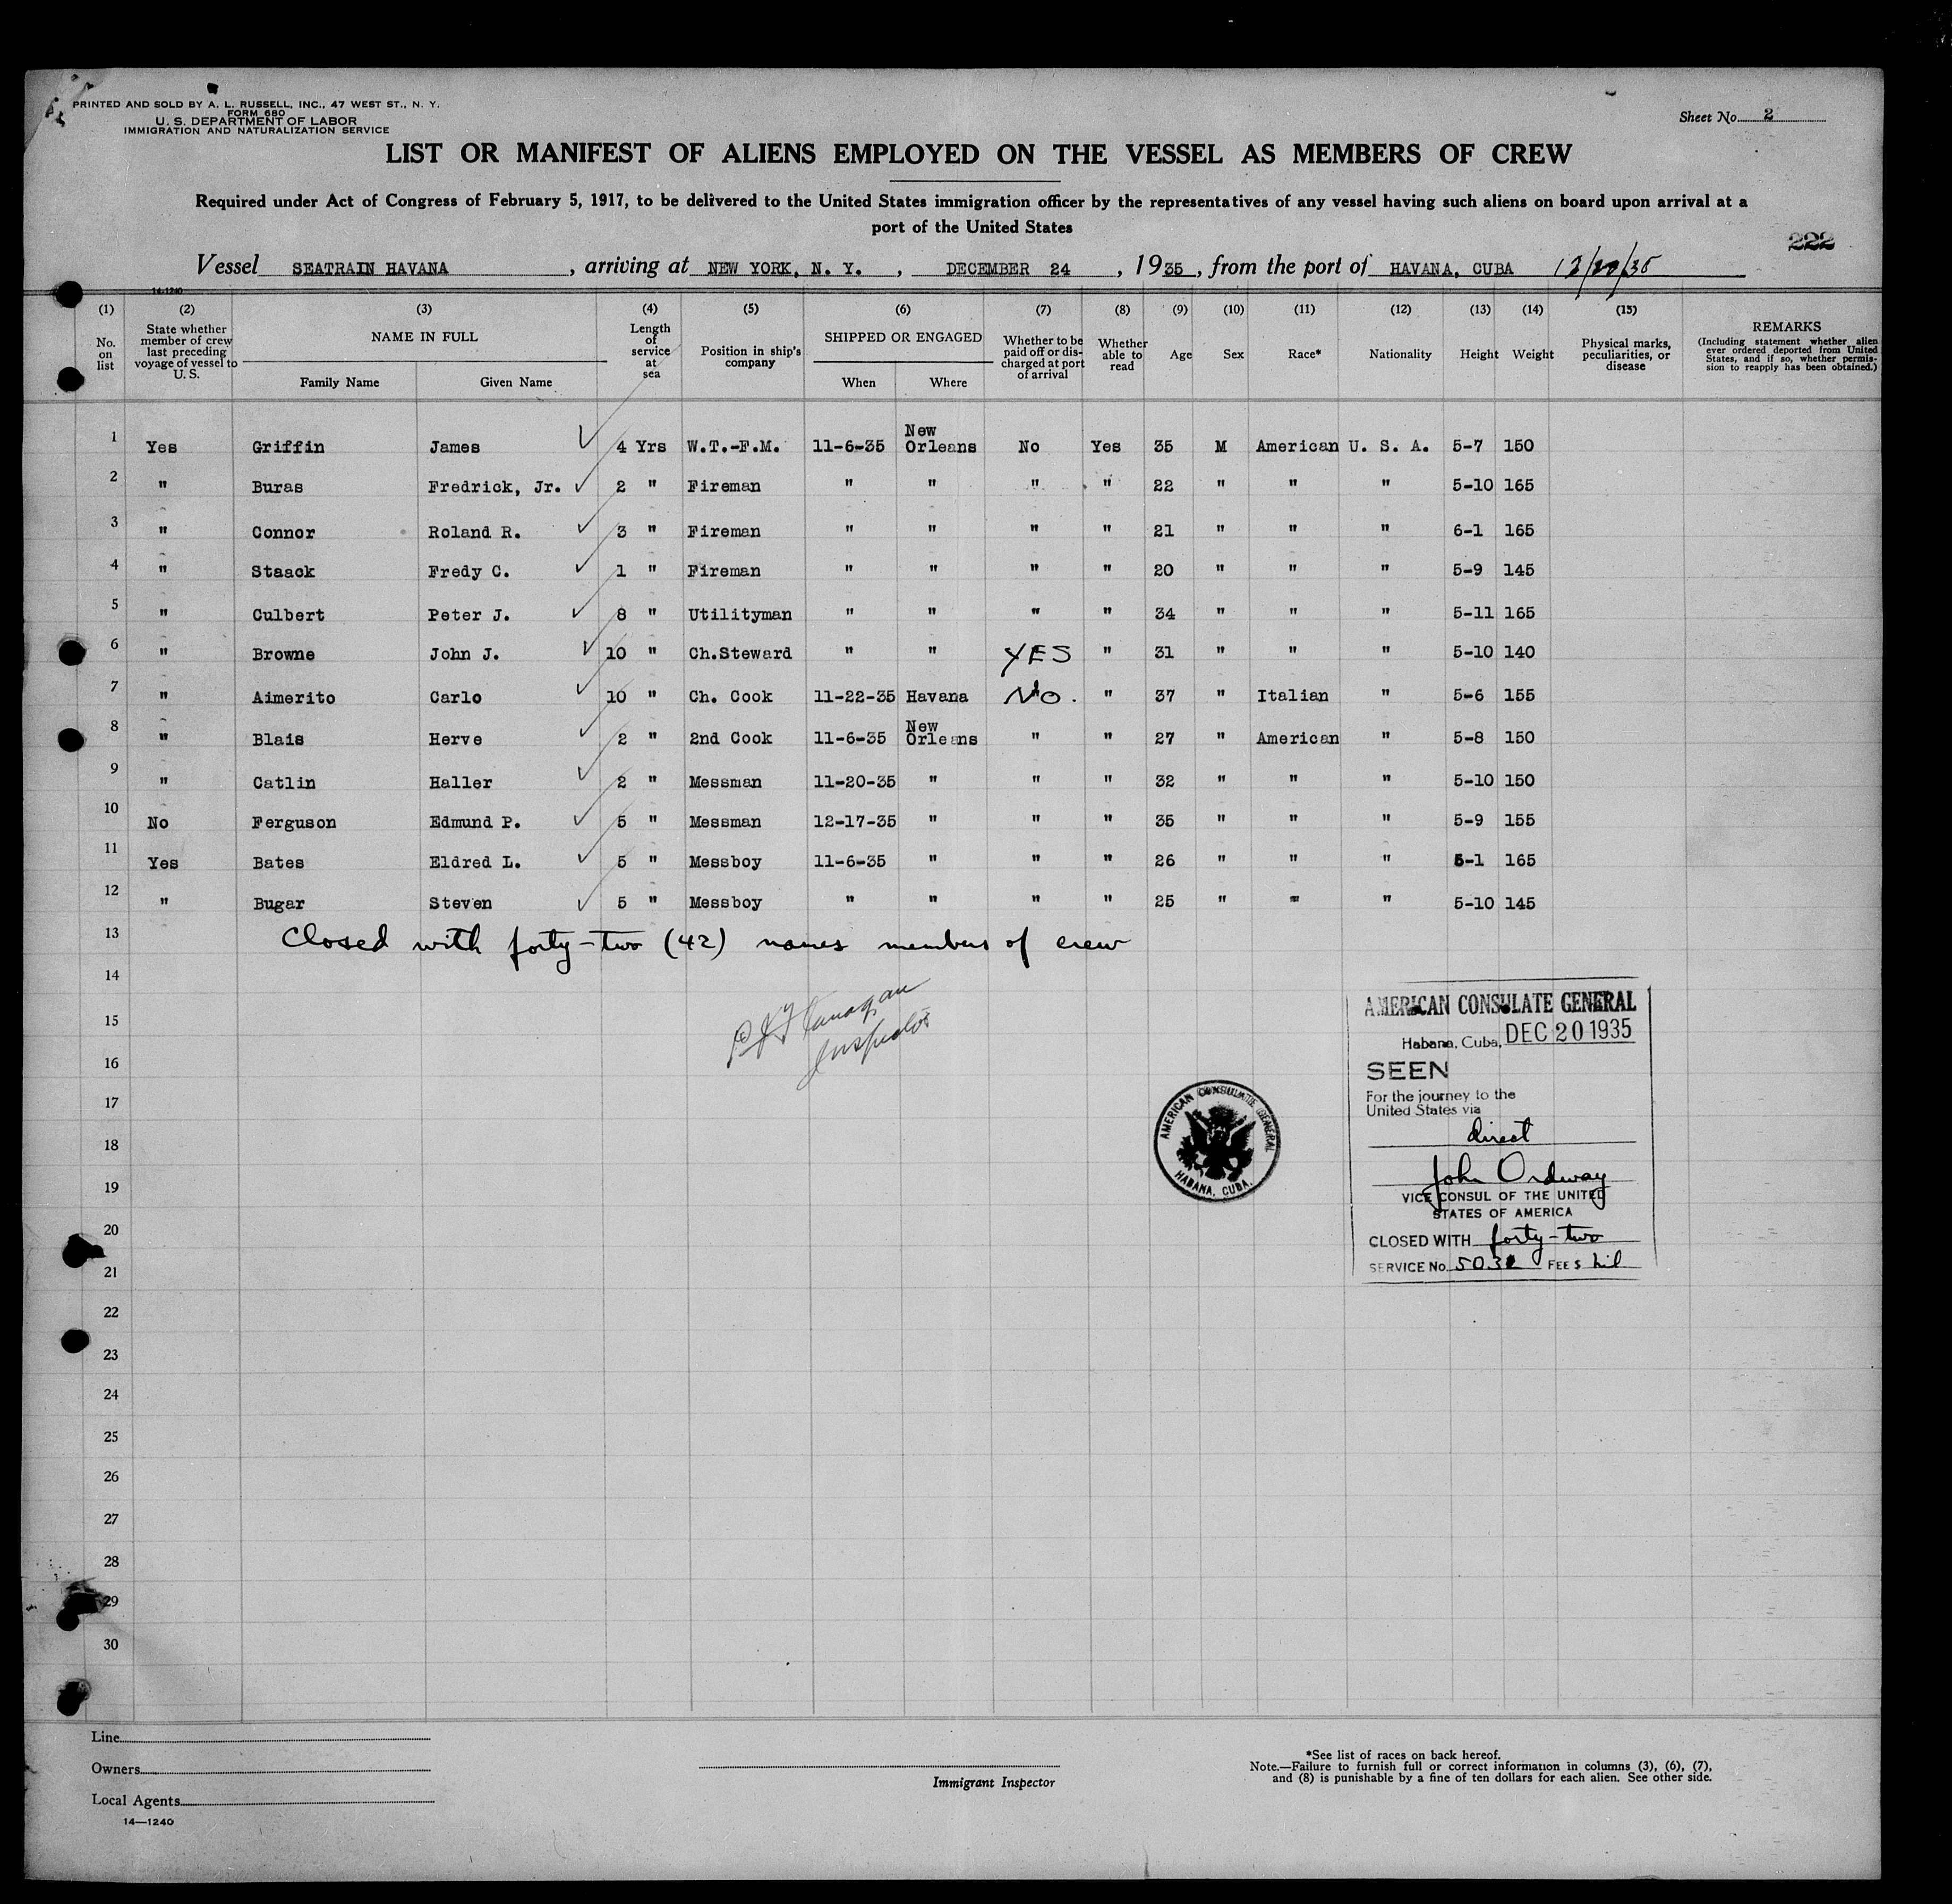 PRINTED AND SOLD BY A. L. RUSSELL, INC., 47 WEST ST., N. Y.
FORM 680
U. S. DEPARTMENT OF LABOR
IMMIGRATION AND NATURALIZATION SERVICE
Sheet No. 2
LIST OR MANIFEST OF ALIENS EMPLOYED ON THE VESSEL AS MEMBERS OF CREW
Required under Act of Congress of February 5, 1917, to be delivered to the United States immigration officer by the representatives of any vessel having such aliens on board upon arrival at a
port of the United States
222
Vessel SEATRAIN HAVANA, arriving at NEW YORK, N. Y., DECEMBER 24, 1935, from the port of HAVANA, CUBA 12/20/35
14-1240
(1) (2) (3) (4) (5) (6) (7) (8) (9) (10) (11) (12) (13) (14) (15)
No. on list
State whether member of crew last preceding voyage of vessel to U. S.
NAME IN FULL
Family Name Given Name
Length of service at sea
Position in ship's company
SHIPPED OR ENGAGED
When Where
Whether to be paid off or discharged at port of arrival
Whether able to read
Age
Sex
Race*
Nationality
Height
Weight
Physical marks, peculiarities, or disease
REMARKS
(Including statement whether alien ever ordered deported from United States, and if so, whether permission to reapply has been obtained.)
1 Yes Griffin James 4 Yrs W.T.-F.M. 11-6-35 New Orleans No Yes 35 M American U. S. A. 5-7 150
2 " Buras Fredrick, Jr. 2 " Fireman " " " " 22 " " " 5-10 165
3 " Connor Roland R. 3 " Fireman " " " " 21 " " " 6-1 165
4 " Staack Fredy C. 1 " Fireman " " " " 20 " " " 5-9 145
5 " Culbert Peter J. 8 " Utilityman " " " " 34 " " " 5-11 165
6 " Browne John J. 10 " Ch.Steward " " YES " 31 " " " 5-10 140
7 " Aimerito Carlo 10 " Ch. Cook 11-22-35 Havana No. " 37 " Italian " 5-6 155
8 " Blais Herve 2 " 2nd Cook 11-6-35 New Orleans " " 27 " American " 5-8 150
9 " Catlin Haller 2 " Messman 11-20-35 " " " 32 " " " 5-10 150
10 No Ferguson Edmund P. 5 " Messman 12-17-35 " " " 35 " " " 5-9 155
11 Yes Bates Eldred L. 5 " Messboy 11-6-35 " " " 26 " " " 5-1 165
12 " Bugar Steven 5 " Messboy " " " " 25 " " " 5-10 145
13 Closed with forty-two (42) names members of crew
14
15 Flanagan
Inspector
16
17
18
19
20
21
22
23
24
25
26
27
28
29
30
AMERICAN CONSULATE GENERAL
Habana, Cuba, DEC 20 1935
SEEN
For the journey to the
United States via
direct
John Ordway
VICE CONSUL OF THE UNITED
STATES OF AMERICA
CLOSED WITH forty-two
SERVICE No. FEE $ nil
AMERICAN CONSULATE GENERAL
HABANA, CUBA.
Line
Owners
Local Agents
14—1240
Immigrant Inspector
*See list of races on back hereof.
Note.—Failure to furnish full or correct information in columns (3), (6), (7),
and (8) is punishable by a fine of ten dollars for each alien. See other side.